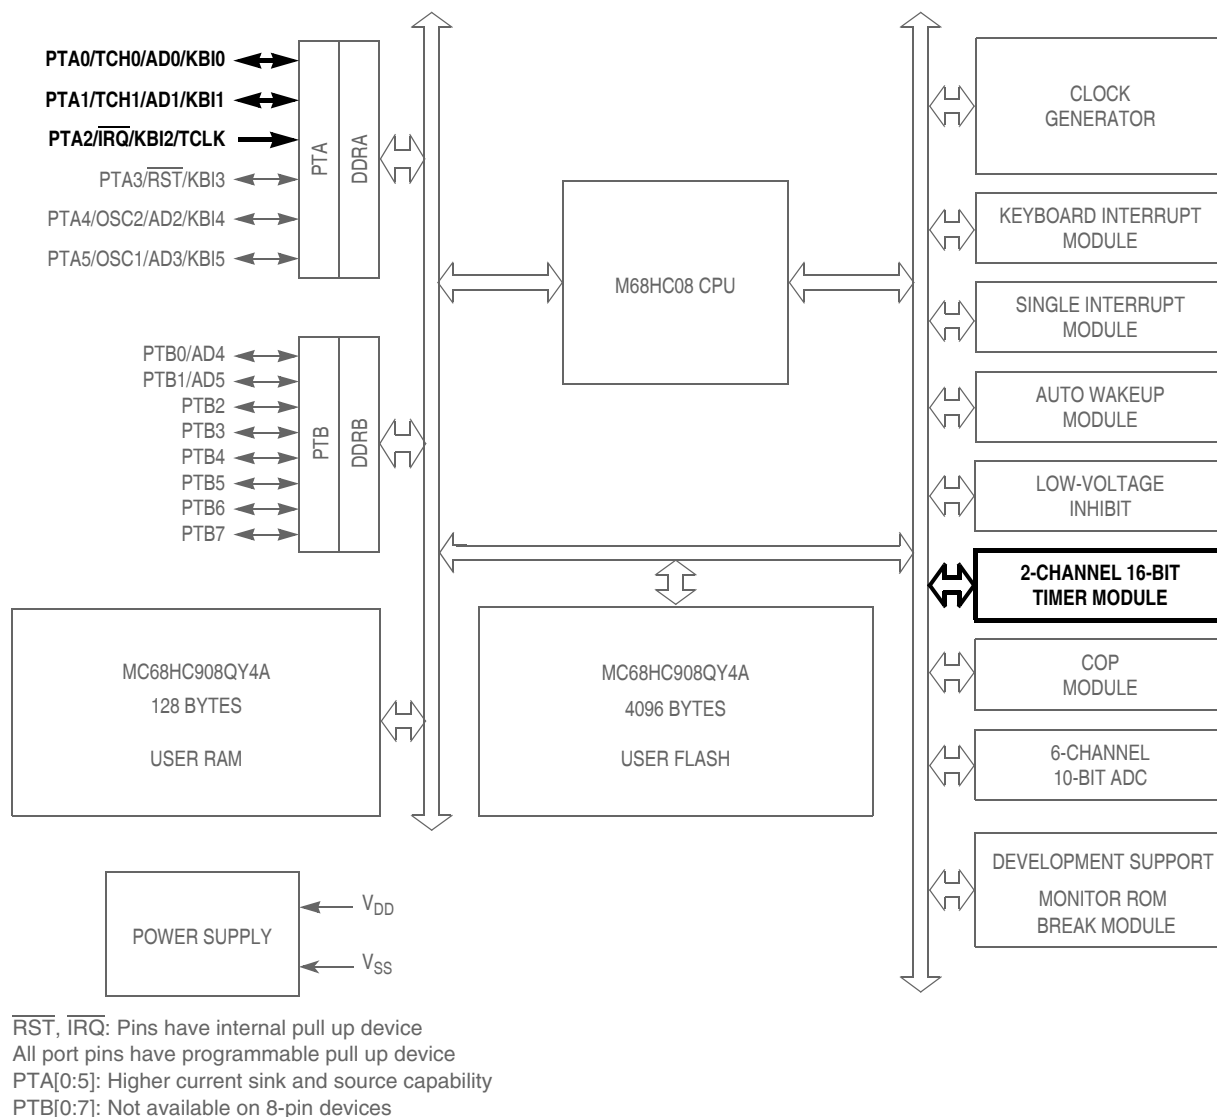 PTA0/TCH0/AD0/KBI0
PTA1/TCH1/AD1/KBI1
PTA2/IRQ/KBI2/TCLK
PTA3/RST/KBI3
PTA4/OSC2/AD2/KBI4
PTA5/OSC1/AD3/KBI5
PTA
DDRA
PTB0/AD4
PTB1/AD5
PTB2
PTB3
PTB4
PTB5
PTB6
PTB7
PTB
DDRB
M68HC08 CPU
CLOCK
GENERATOR
KEYBOARD INTERRUPT
MODULE
SINGLE INTERRUPT
MODULE
AUTO WAKEUP
MODULE
LOW-VOLTAGE
INHIBIT
2-CHANNEL 16-BIT
TIMER MODULE
COP
MODULE
6-CHANNEL
10-BIT ADC
DEVELOPMENT SUPPORT
MONITOR ROM
BREAK MODULE
MC68HC908QY4A
128 BYTES
USER RAM
MC68HC908QY4A
4096 BYTES
USER FLASH
POWER SUPPLY
VDD
VSS
RST, IRQ: Pins have internal pull up device
All port pins have programmable pull up device
PTA[0:5]: Higher current sink and source capability
PTB[0:7]: Not available on 8-pin devices